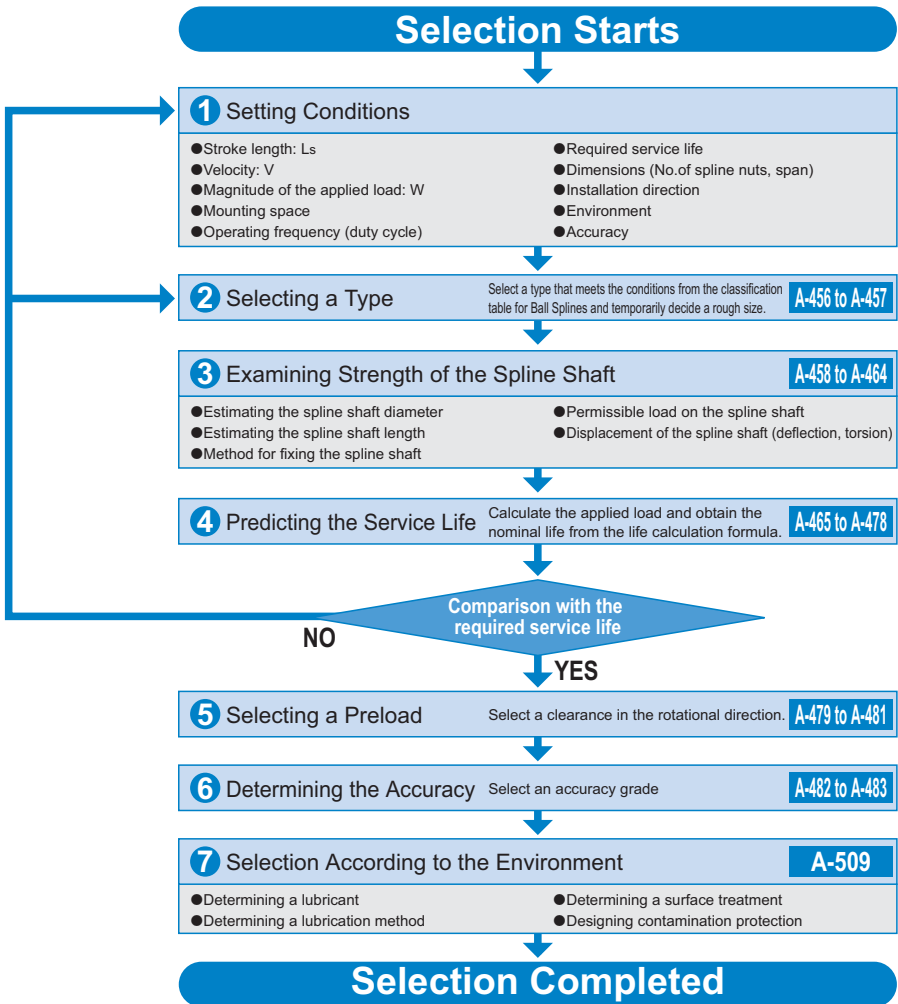 Selection Starts
1 Setting Conditions
●Stroke length: Ls
●Velocity: V
●Magnitude of the applied load: W
●Mounting space
●Operating frequency (duty cycle)
●Required service life
●Dimensions (No.of spline nuts, span)
●Installation direction
●Environment
●Accuracy
2 Selecting a Type
Select a type that meets the conditions from the classification
table for Ball Splines and temporarily decide a rough size.
A-456 to A-457
3 Examining Strength of the Spline Shaft
A-458 to A-464
●Estimating the spline shaft diameter
●Estimating the spline shaft length
●Method for fixing the spline shaft
●Permissible load on the spline shaft
●Displacement of the spline shaft (deflection, torsion)
4 Predicting the Service Life
Calculate the applied load and obtain the
nominal life from the life calculation formula.
A-465 to A-478
Comparison with the
required service life
NO
YES
5 Selecting a Preload
Select a clearance in the rotational direction.
A-479 to A-481
6 Determining the Accuracy
Select an accuracy grade
A-482 to A-483
7 Selection According to the Environment
A-509
●Determining a lubricant
●Determining a lubrication method
●Determining a surface treatment
●Designing contamination protection
Selection Completed